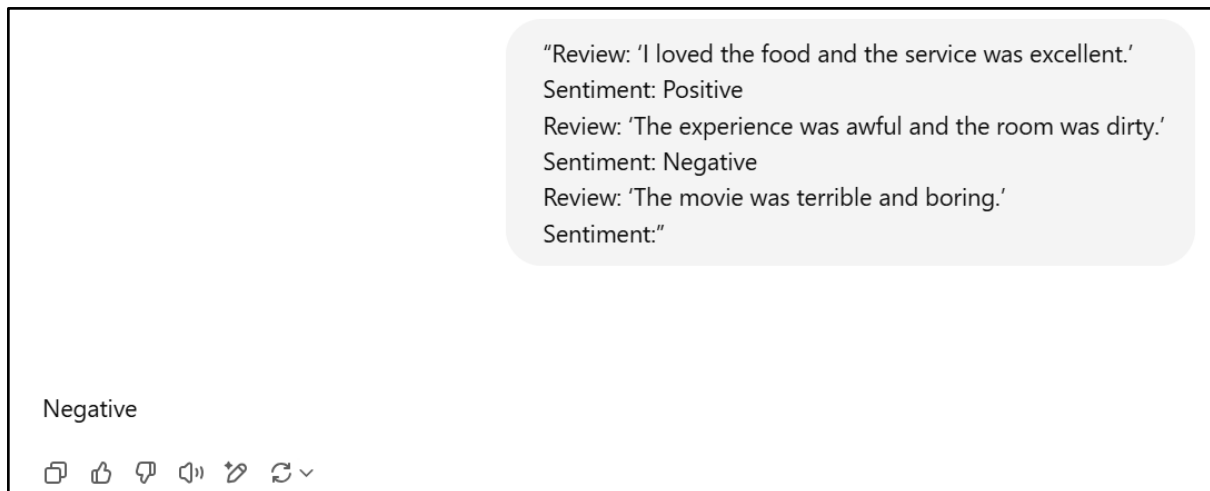 “Review: ‘I loved the food and the service was excellent.’
Sentiment: Positive
Review: ‘The experience was awful and the room was dirty.’
Sentiment: Negative
Review: ‘The movie was terrible and boring.’
Sentiment:”
Negative